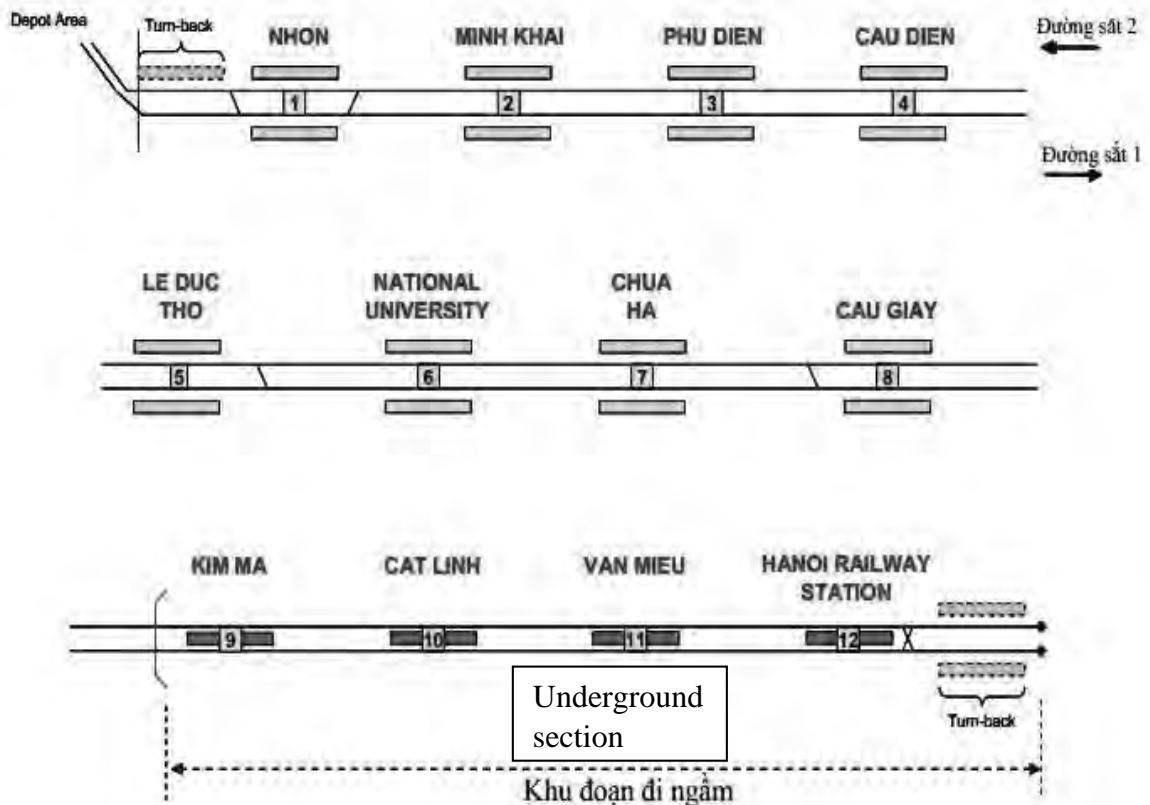 Depot Area
Turn-back
NHON
MINH KHAI
PHU DIEN
CAU DIEN
Đường sắt 2
1
2
3
4
Đường sắt 1
LE DUC
THO
NATIONAL
UNIVERSITY
CHUA
HA
CAU GIAY
5
6
7
8
KIM MA
CAT LINH
VAN MIEU
HANOI RAILWAY
STATION
9
10
11
12
Turn-back
Underground
section
Khu đoạn đi ngầm